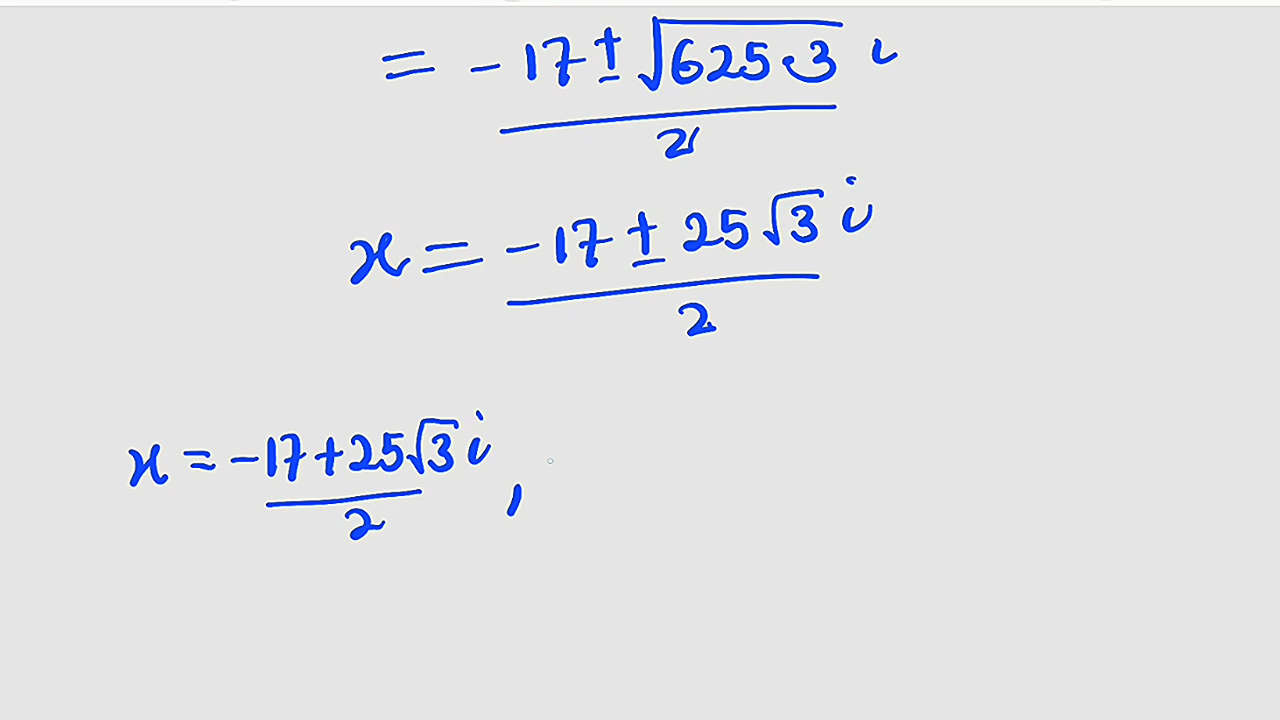 = -17 ± √625·3 i
2
x = -17 ± 25√3 i
2
x = -17+25√3 i ,
2